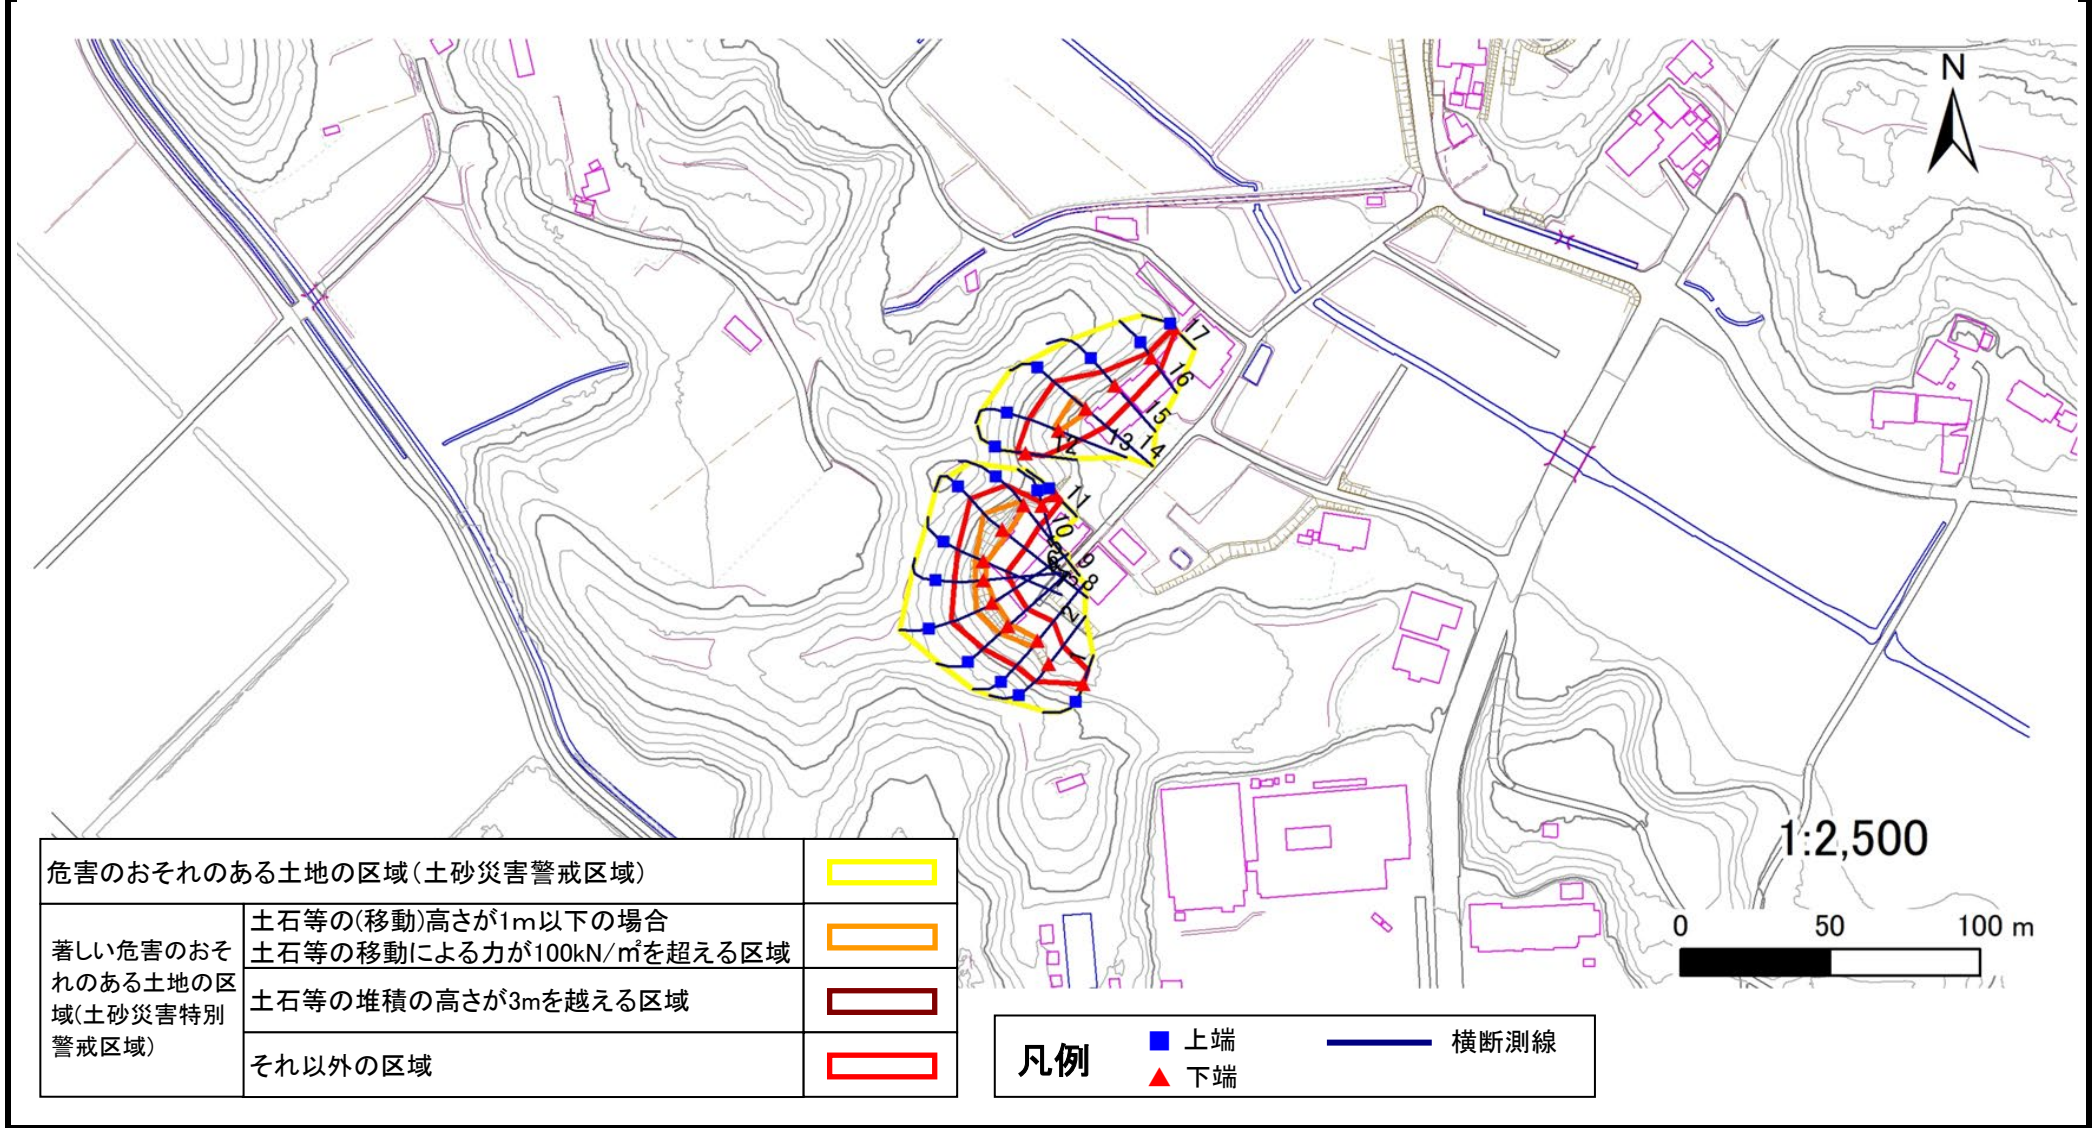 N
17
16
15
14
13
12
11
10
9
8
2
1
1:2,500
0 50 100 m
危害のおそれのある土地の区域(土砂災害警戒区域)
著しい危害のおそ
れのある土地の区
域(土砂災害特別
警戒区域)
土石等の(移動)高さが1m以下の場合
土石等の移動による力が100kN/㎡を超える区域
土石等の堆積の高さが3mを越える区域
それ以外の区域
凡例
上端
下端
横断測線